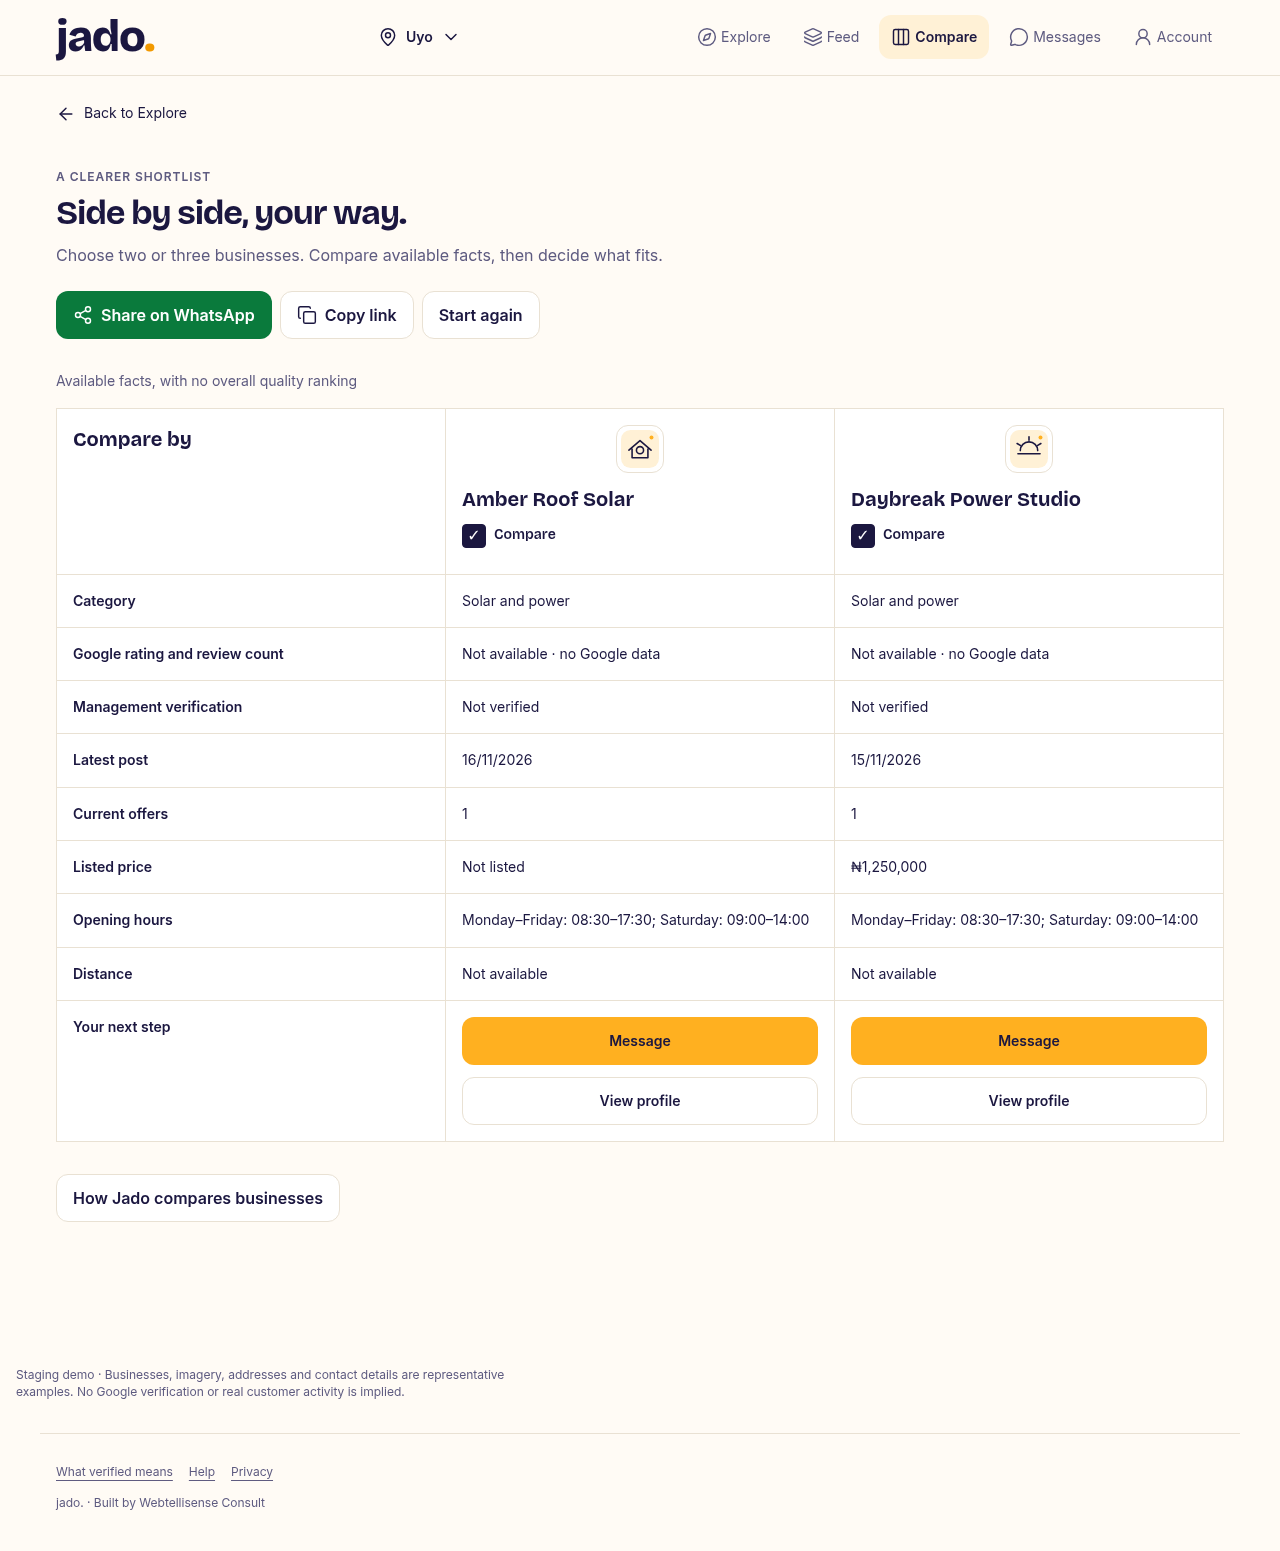 jado.
Uyo
Explore
Feed
Compare
Messages
Account
Back to Explore
A CLEARER SHORTLIST
Side by side, your way.
Choose two or three businesses. Compare available facts, then decide what fits.
Share on WhatsApp
Copy link
Start again
Available facts, with no overall quality ranking
Compare by
Amber Roof Solar
Daybreak Power Studio
✓ Compare
✓ Compare
Category
Solar and power
Solar and power
Google rating and review count
Not available · no Google data
Not available · no Google data
Management verification
Not verified
Not verified
Latest post
16/11/2026
15/11/2026
Current offers
1
1
Listed price
Not listed
₦1,250,000
Opening hours
Monday–Friday: 08:30–17:30; Saturday: 09:00–14:00
Monday–Friday: 08:30–17:30; Saturday: 09:00–14:00
Distance
Not available
Not available
Your next step
Message
Message
View profile
View profile
How Jado compares businesses
Staging demo · Businesses, imagery, addresses and contact details are representative
examples. No Google verification or real customer activity is implied.
What verified means
Help
Privacy
jado. · Built by Webtellisense Consult